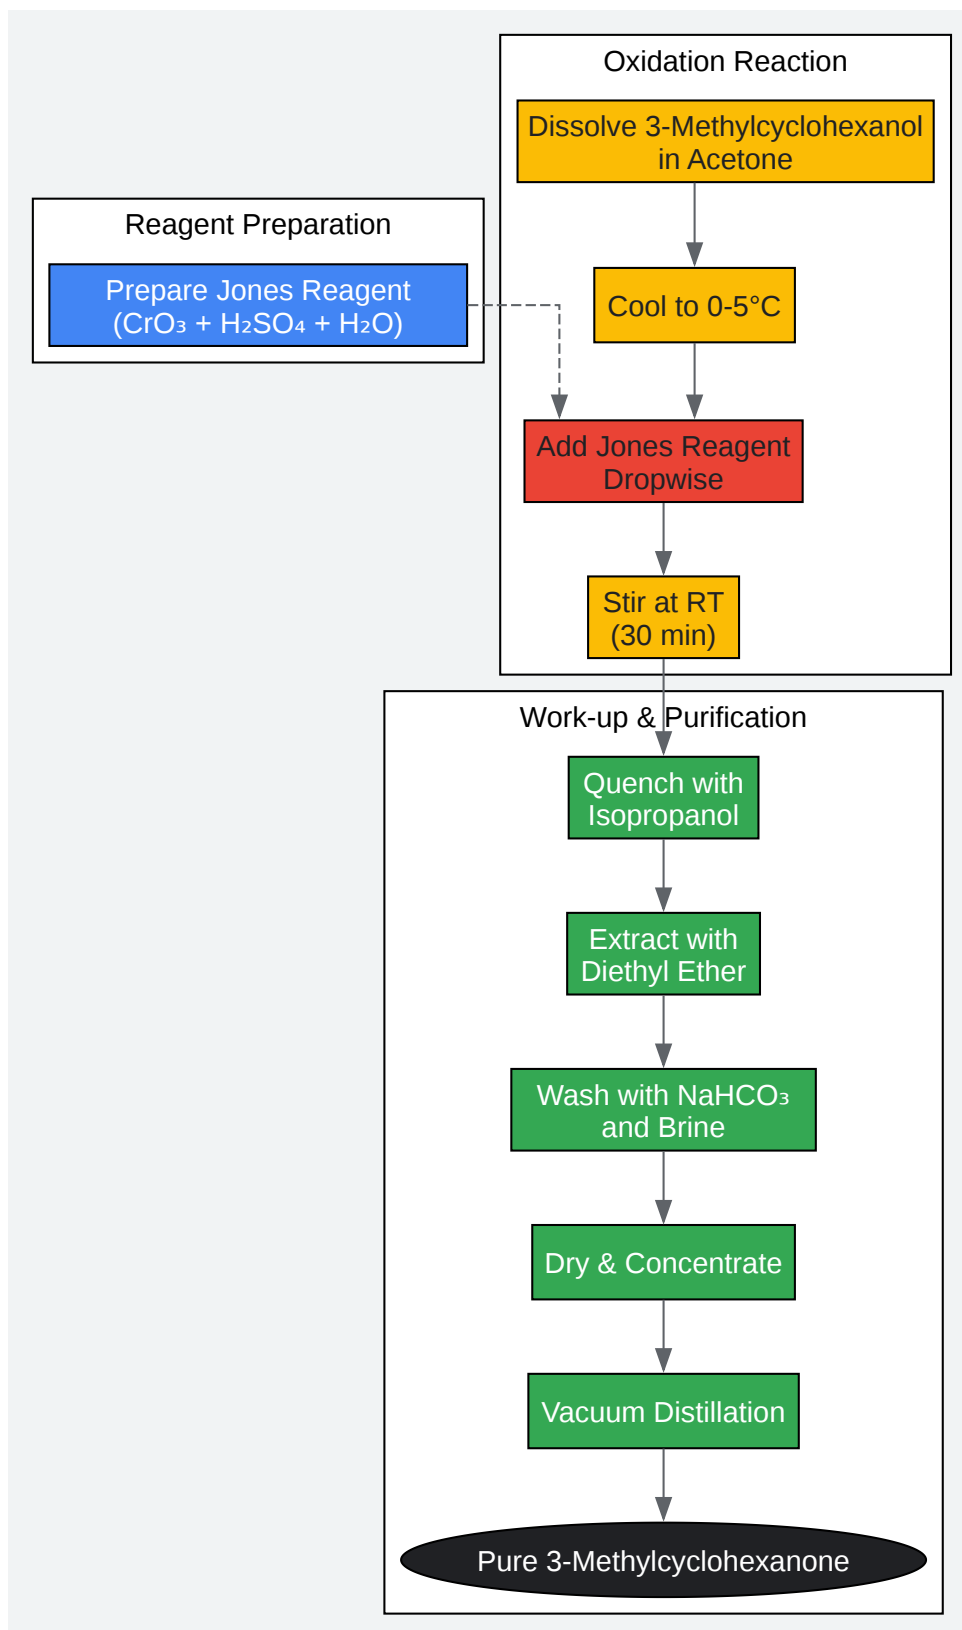 Oxidation Reaction
Dissolve 3-Methylcyclohexanol
in Acetone
Reagent Preparation
Prepare Jones Reagent
(CrO₃ + H₂SO₄ + H₂O)
Cool to 0-5°C
Add Jones Reagent
Dropwise
Stir at RT
(30 min)
Work-up & Purification
Quench with
Isopropanol
Extract with
Diethyl Ether
Wash with NaHCO₃
and Brine
Dry & Concentrate
Vacuum Distillation
Pure 3-Methylcyclohexanone